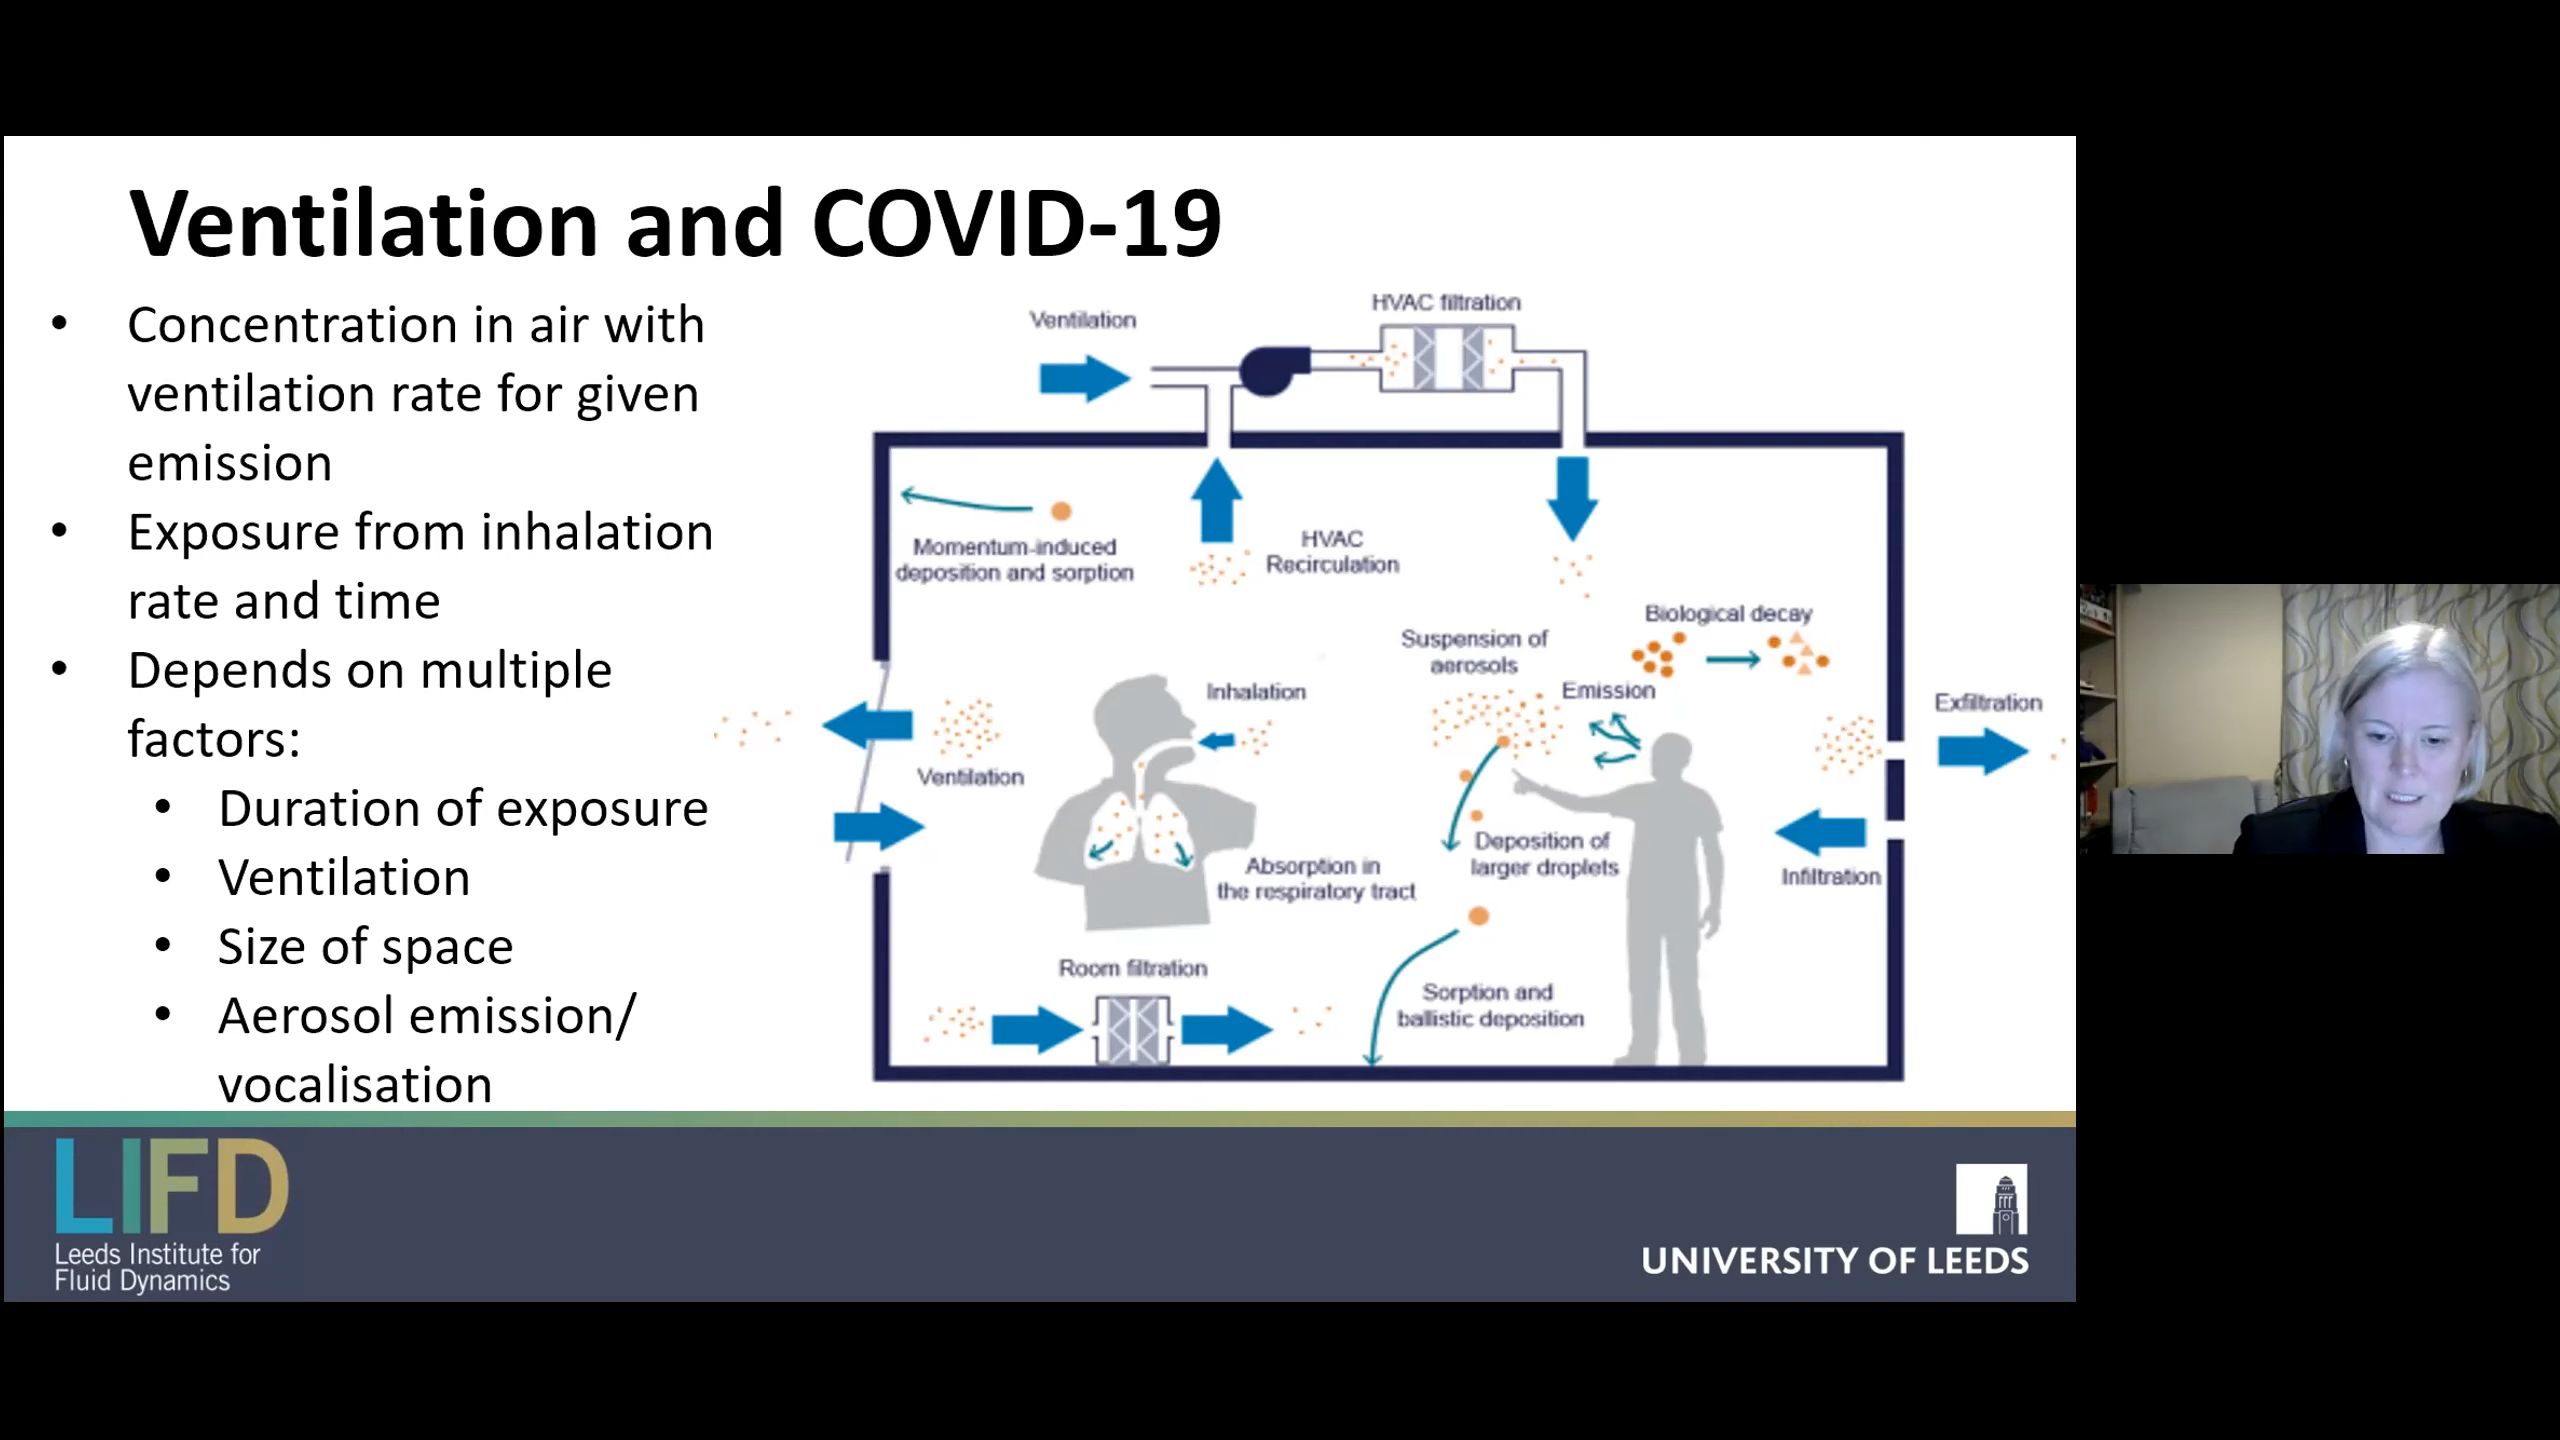 Ventilation and COVID-19
• Concentration in air with
ventilation rate for given
emission
• Exposure from inhalation
rate and time
• Depends on multiple
factors:
• Duration of exposure
• Ventilation
• Size of space
• Aerosol emission/
vocalisation
Ventilation
HVAC filtration
Momentum-induced
deposition and sorption
HVAC
Recirculation
Biological decay
Suspension of
aerosols
Emission
Inhalation
Exfiltration
Ventilation
Deposition of
larger droplets
Absorption in
the respiratory tract
Infiltration
Room filtration
Sorption and
ballistic deposition
LIFD
Leeds Institute for
Fluid Dynamics
UNIVERSITY OF LEEDS